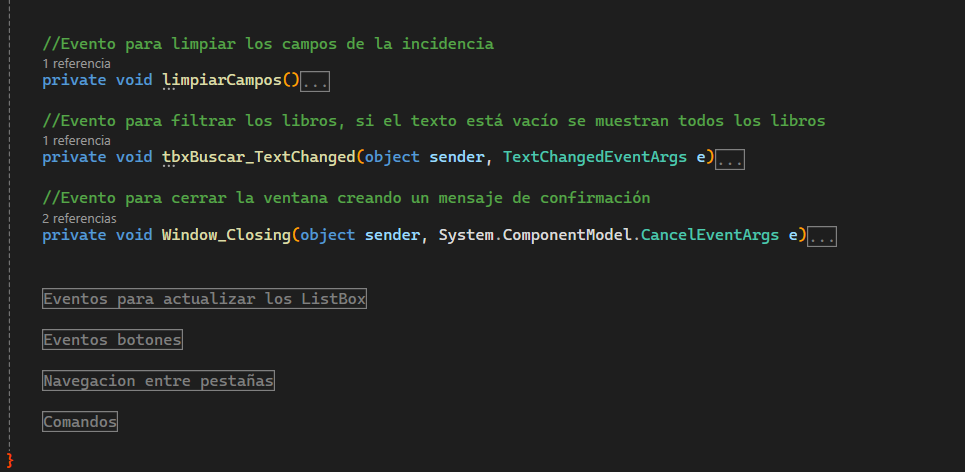 //Evento para limpiar los campos de la incidencia
1 referencia
private void limpiarCampos()...
//Evento para filtrar los libros, si el texto está vacío se muestran todos los libros
1 referencia
private void tbxBuscar_TextChanged(object sender, TextChangedEventArgs e)...
//Evento para cerrar la ventana creando un mensaje de confirmación
2 referencias
private void Window_Closing(object sender, System.ComponentModel.CancelEventArgs e)...
Eventos para actualizar los ListBox
Eventos botones
Navegacion entre pestañas
Comandos
}